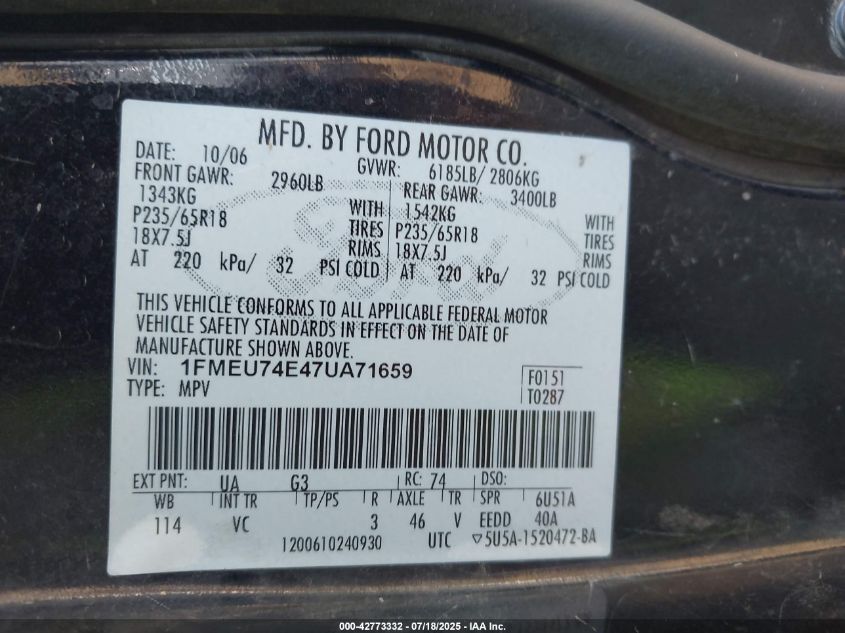 MFD. BY FORD MOTOR CO.
DATE: 10/06 GVWR: 6185LB/ 2806KG
FRONT GAWR: 2960LB REAR GAWR: 3400LB
1343KG WITH 1542KG WITH
P235/65R18 TIRES P235/65R18 TIRES
18X7.5J RIMS 18X7.5J RIMS
AT 220 kPa/ 32 PSI COLD AT 220 kPa/ 32 PSI COLD
THIS VEHICLE CONFORMS TO ALL APPLICABLE FEDERAL MOTOR
VEHICLE SAFETY STANDARDS IN EFFECT ON THE DATE OF
MANUFACTURE SHOWN ABOVE.
VIN: 1FMEU74E47UA71659
TYPE: MPV
F0151
T0287
EXT PNT: UA G3 RC: 74 DSO:
WB INT TR TP/PS R AXLE TR SPR 6U51A
114 VC 3 46 V EEDD 40A
1200610240930 UTC ▽5U5A-1520472-BA
000-42773332 / 07/18/2025 - IAA Inc.